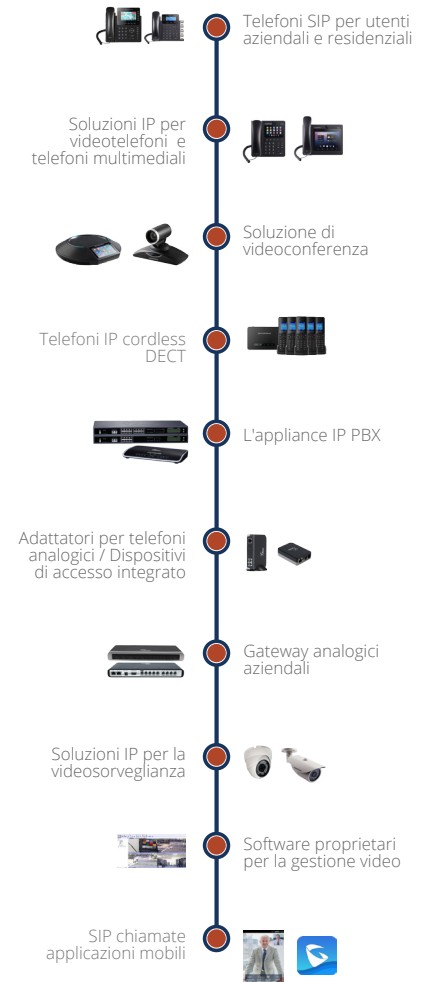 Telefoni SIP per utenti
aziendali e residenziali
Soluzioni IP per
videotelefoni e
telefoni multimediali
Soluzione di
videoconferenza
Telefoni IP cordless
DECT
L'appliance IP PBX
Adattatori per telefoni
analogici / Dispositivi
di accesso integrato
Gateway analogici
aziendali
Soluzioni IP per la
videosorveglianza
Software proprietari
per la gestione video
SIP chiamate
applicazioni mobili